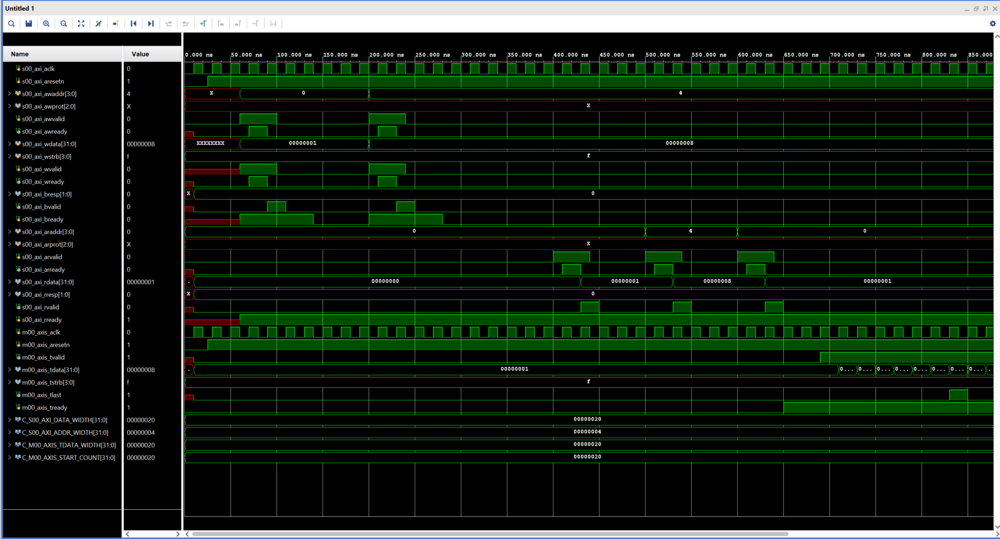 Untitled 1
Name Value
0.000 ns 50.000 ns 100.000 ns 150.000 ns 200.000 ns 250.000 ns 300.000 ns 350.000 ns 400.000 ns 450.000 ns 500.000 ns 550.000 ns 600.000 ns 650.000 ns 700.000 ns 750.000 ns 800.000 ns 850.000
s00_axi_aclk 0
s00_axi_aresetn 1
s00_axi_awaddr[3:0] 4 X 0 4
s00_axi_awprot[2:0] X X
s00_axi_awvalid 0
s00_axi_awready 0
s00_axi_wdata[31:0] 00000008 XXXXXXXX 00000001 00000008
s00_axi_wstrb[3:0] f f
s00_axi_wvalid 0
s00_axi_wready 0
s00_axi_bresp[1:0] 0 X 0
s00_axi_bvalid 0
s00_axi_bready 0
s00_axi_araddr[3:0] 0 0 4 0
s00_axi_arprot[2:0] X X
s00_axi_arvalid 0
s00_axi_arready 0
s00_axi_rdata[31:0] 00000001 . 00000000 00000001 00000008 00000001
s00_axi_rresp[1:0] 0 X 0
s00_axi_rvalid 0
s00_axi_rready 1
m00_axis_aclk 0
m00_axis_aresetn 1
m00_axis_tvalid 1
m00_axis_tdata[31:0] 00000008 . 00000001 0... 0... 0... 0... 0... 0... 0... 0... .
m00_axis_tstrb[3:0] f f
m00_axis_tlast 1
m00_axis_tready 1
C_S00_AXI_DATA_WIDTH[31:0] 00000020 00000020
C_S00_AXI_ADDR_WIDTH[31:0] 00000004 00000004
C_M00_AXIS_TDATA_WIDTH[31:0] 00000020 00000020
C_M00_AXIS_START_COUNT[31:0] 00000020 00000020